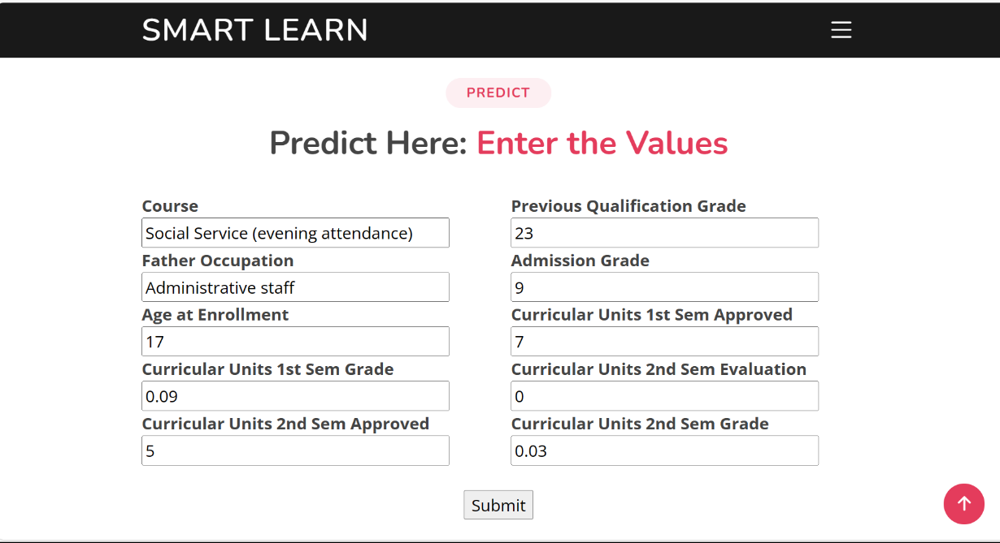 SMART LEARN
PREDICT
Predict Here: Enter the Values
Course
Social Service (evening attendance)
Previous Qualification Grade
23
Father Occupation
Administrative staff
Admission Grade
9
Age at Enrollment
17
Curricular Units 1st Sem Approved
7
Curricular Units 1st Sem Grade
0.09
Curricular Units 2nd Sem Evaluation
0
Curricular Units 2nd Sem Approved
5
Curricular Units 2nd Sem Grade
0.03
Submit